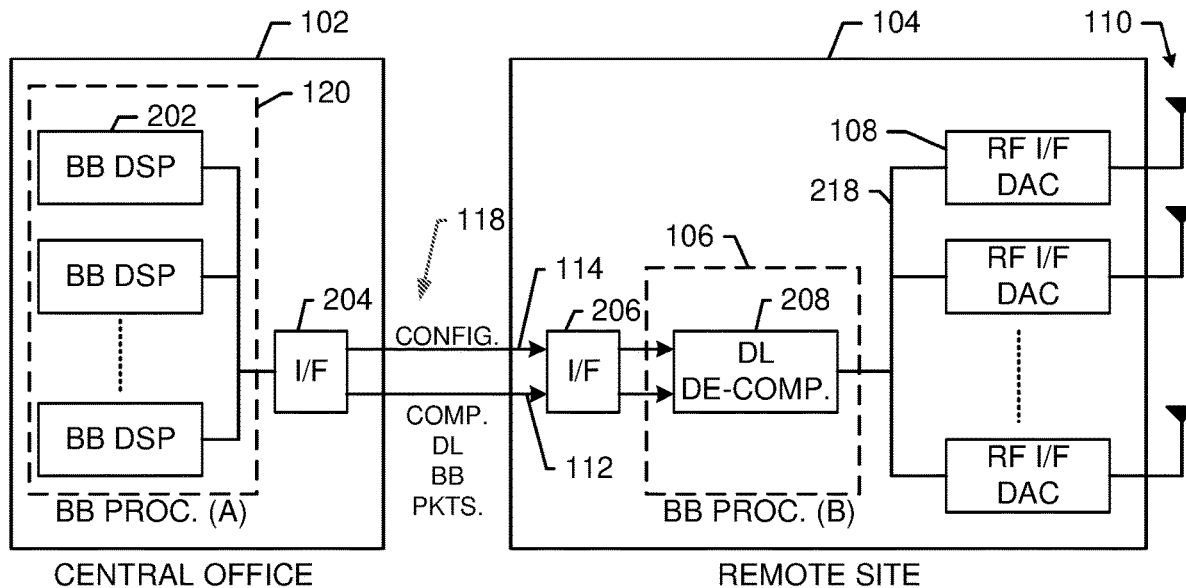 102
104
110
120
202
BB DSP
108
RF I/F
DAC
118
218
BB DSP
106
RF I/F
DAC
204
114
206
208
CONFIG.
I/F
I/F
DL
DE-COMP.
COMP.
DL
BB
PKTS.
112
BB DSP
RF I/F
DAC
BB PROC. (A)
BB PROC. (B)
CENTRAL OFFICE
REMOTE SITE